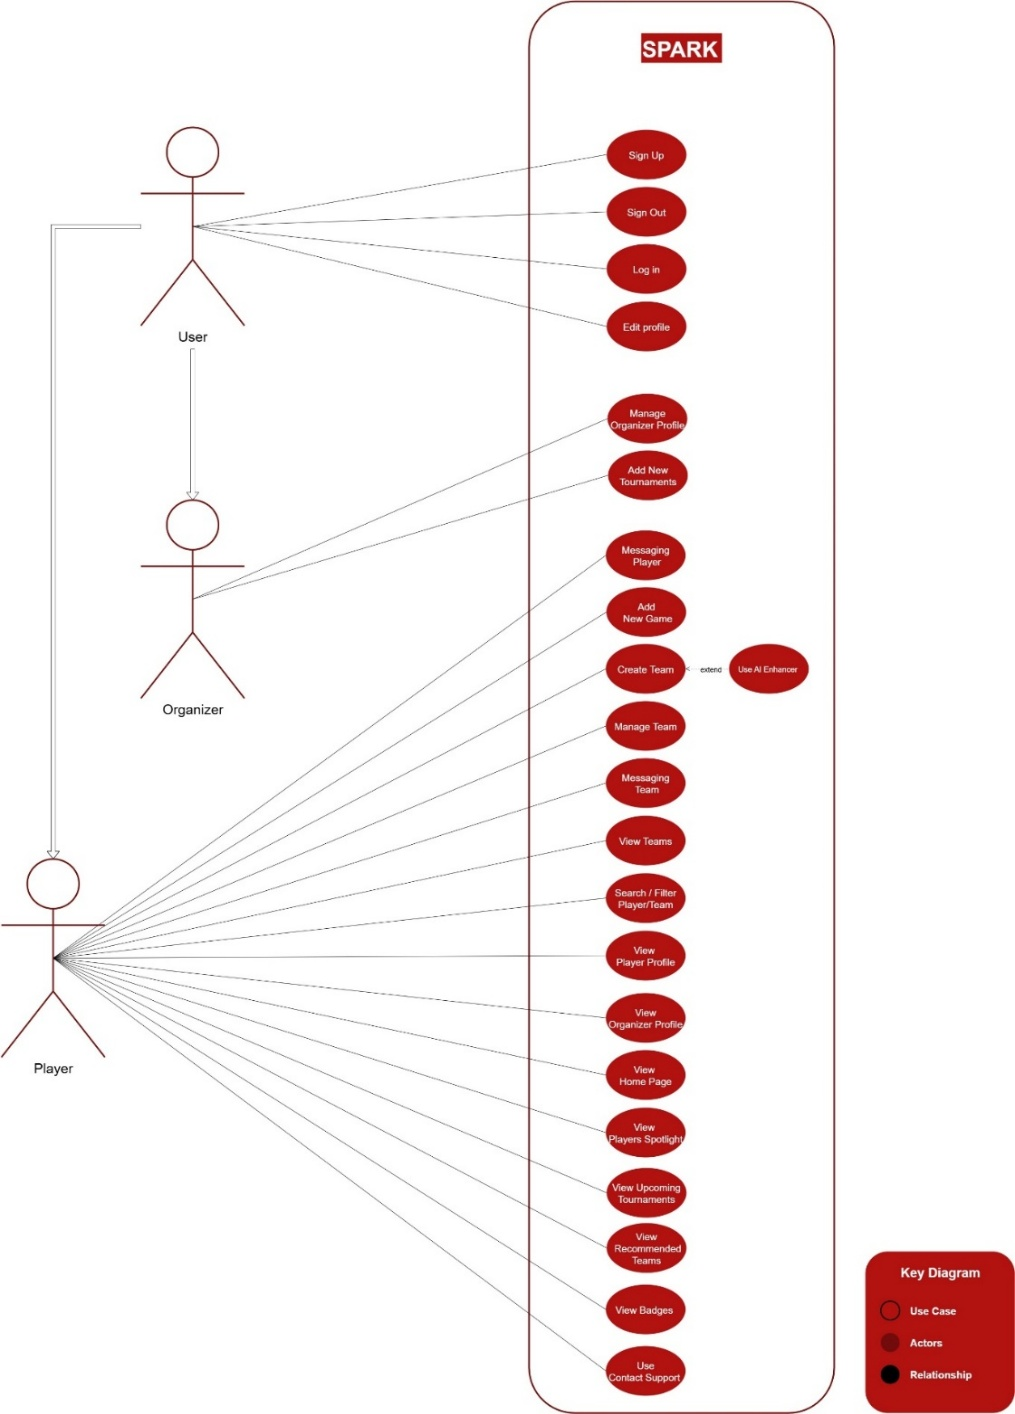 SPARK
Sign Up
Sign Out
Log in
Edit profile
User
Manage
Organizer Profile
Add New
Tournaments
Messaging
Player
Add
New Game
Create Team
extend
Use AI Enhancer
Organizer
Manage Team
Messaging
Team
View Teams
Search / Filter
Player/Team
View
Player Profile
View
Organizer Profile
Player
View
Home Page
View
Players Spotlight
View Upcoming
Tournaments
View
Recommended
Teams
View Badges
Use
Contact Support
Key Diagram
Use Case
Actors
Relationship